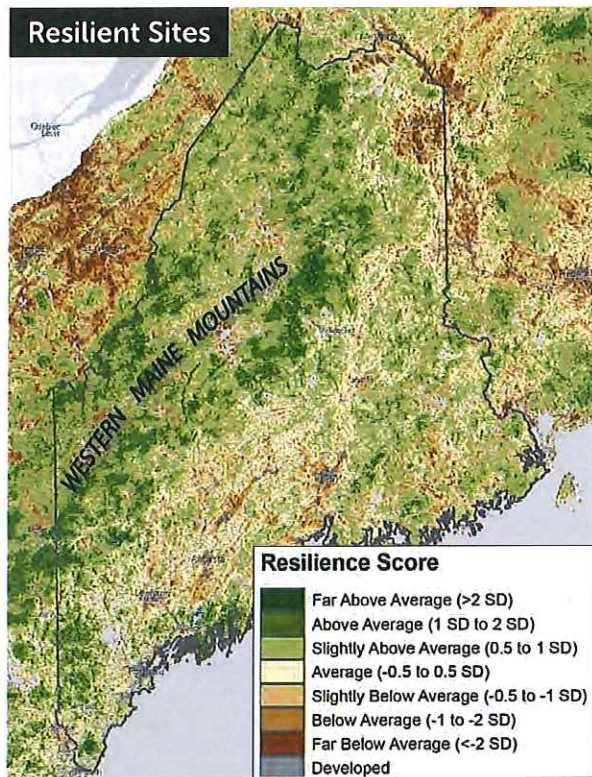 Resilient Sites
WESTERN MAINE MOUNTAINS
Resilience Score
Far Above Average (>2 SD)
Above Average (1 SD to 2 SD)
Slightly Above Average (0.5 to 1 SD)
Average (-0.5 to 0.5 SD)
Slightly Below Average (-0.5 to -1 SD)
Below Average (-1 to -2 SD)
Far Below Average (<-2 SD)
Developed